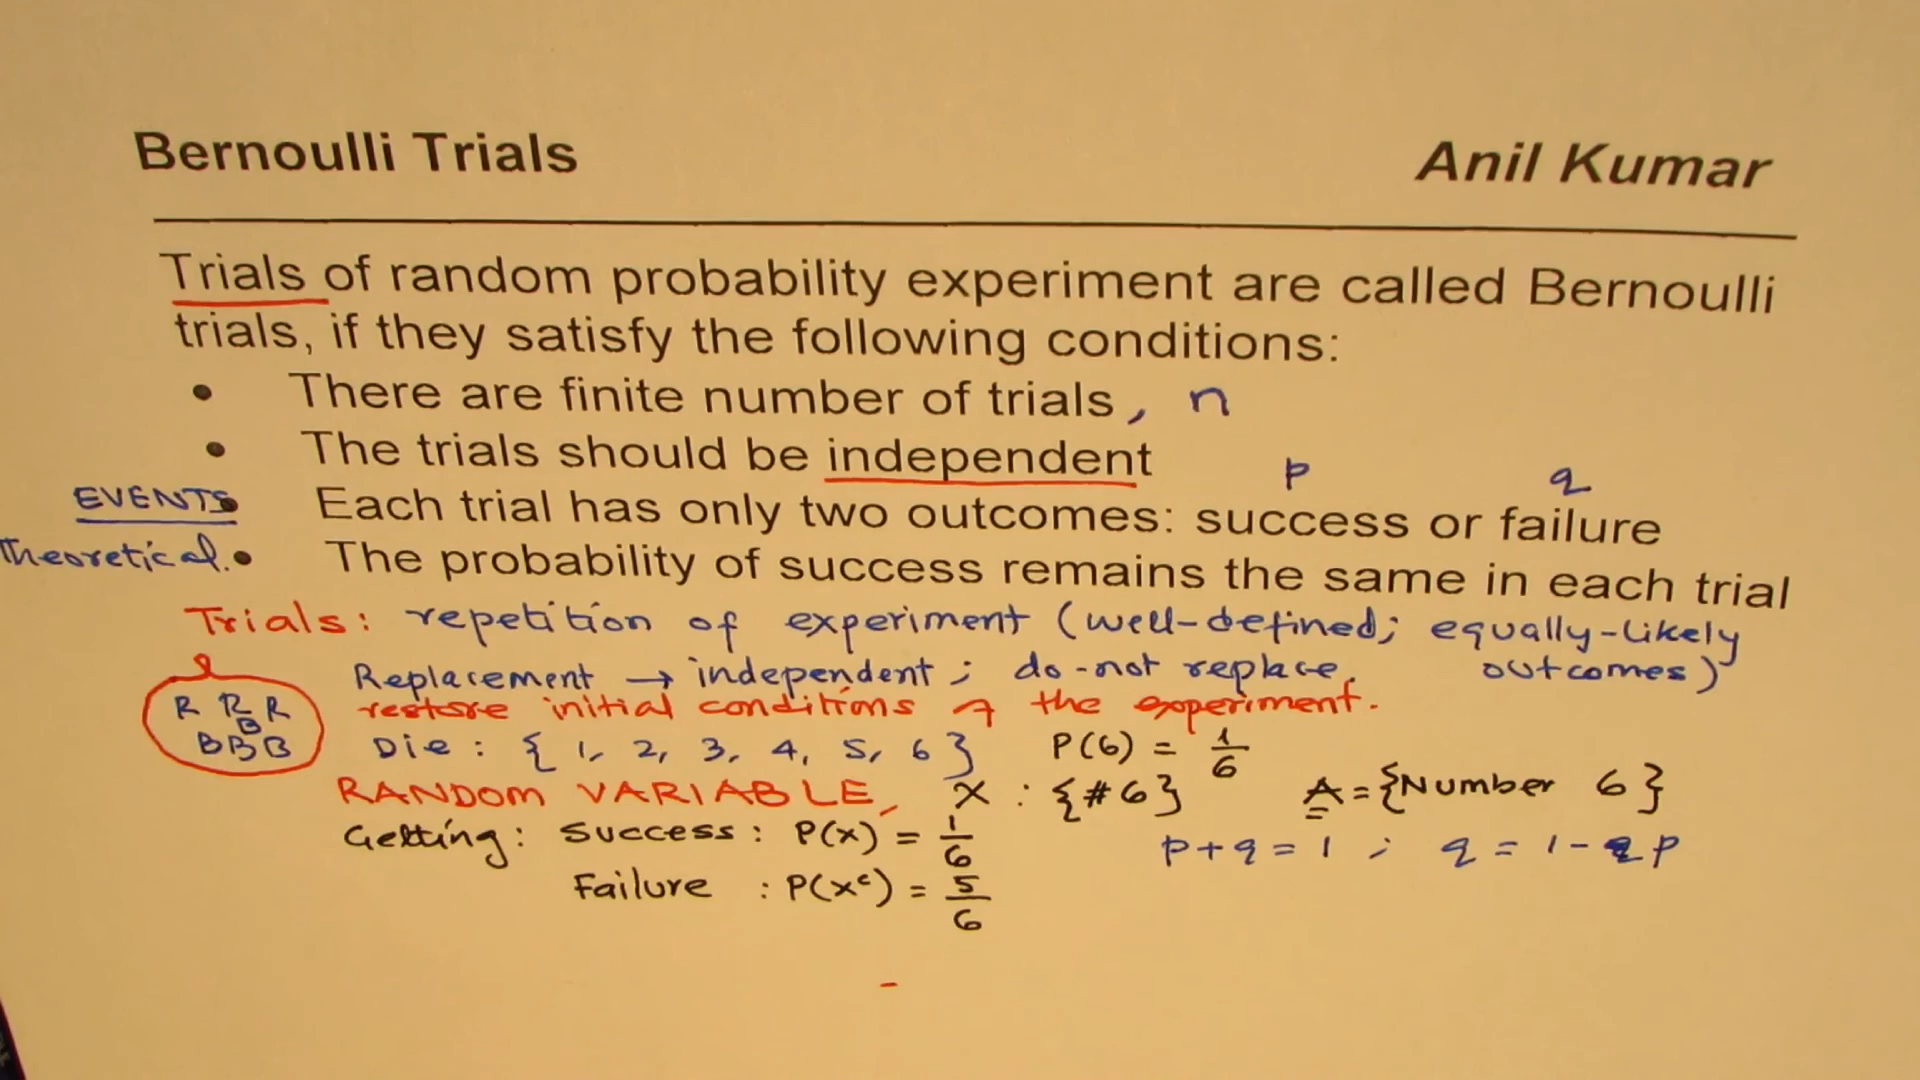 Bernoulli Trials Anil Kumar
Trials of random probability experiment are called Bernoulli
trials, if they satisfy the following conditions:
• There are finite number of trials, n
• The trials should be independent
p q
EVENTS • Each trial has only two outcomes: success or failure
Theoretical. • The probability of success remains the same in each trial
Trials: repetition of experiment (well-defined; equally-likely
outcomes)
Replacement → independent; do-not replace.
restore initial conditions of the experiment.
R R R
B
B B B
Die : { 1, 2, 3, 4, 5, 6 } P(6) = 1/6
RANDOM VARIABLE, X : {#6} A = {Number 6}
Getting: Success : P(x) = 1/6 p + q = 1 ; q = 1 - p
Failure : P(xᶜ) = 5/6